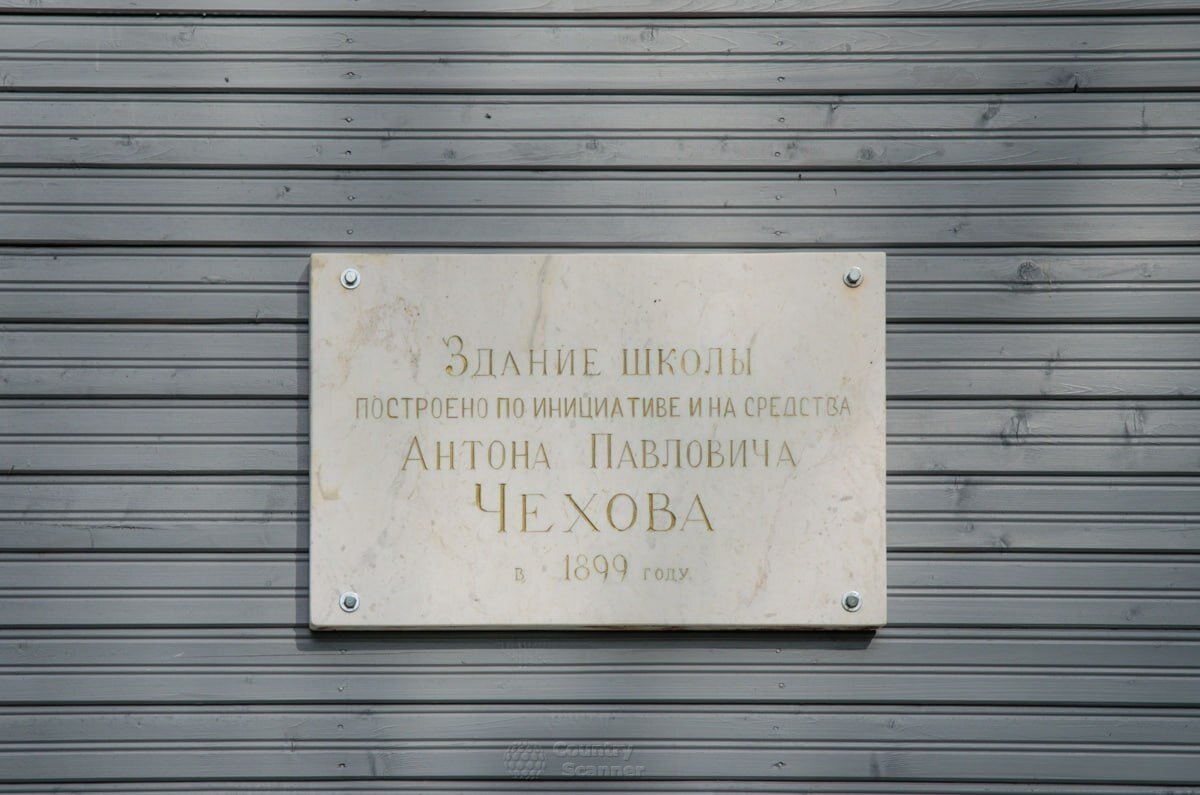 Здание школы
построено по инициативе и на средства
Антона Павловича
Чехова
в 1899 году.
Country
Scanner